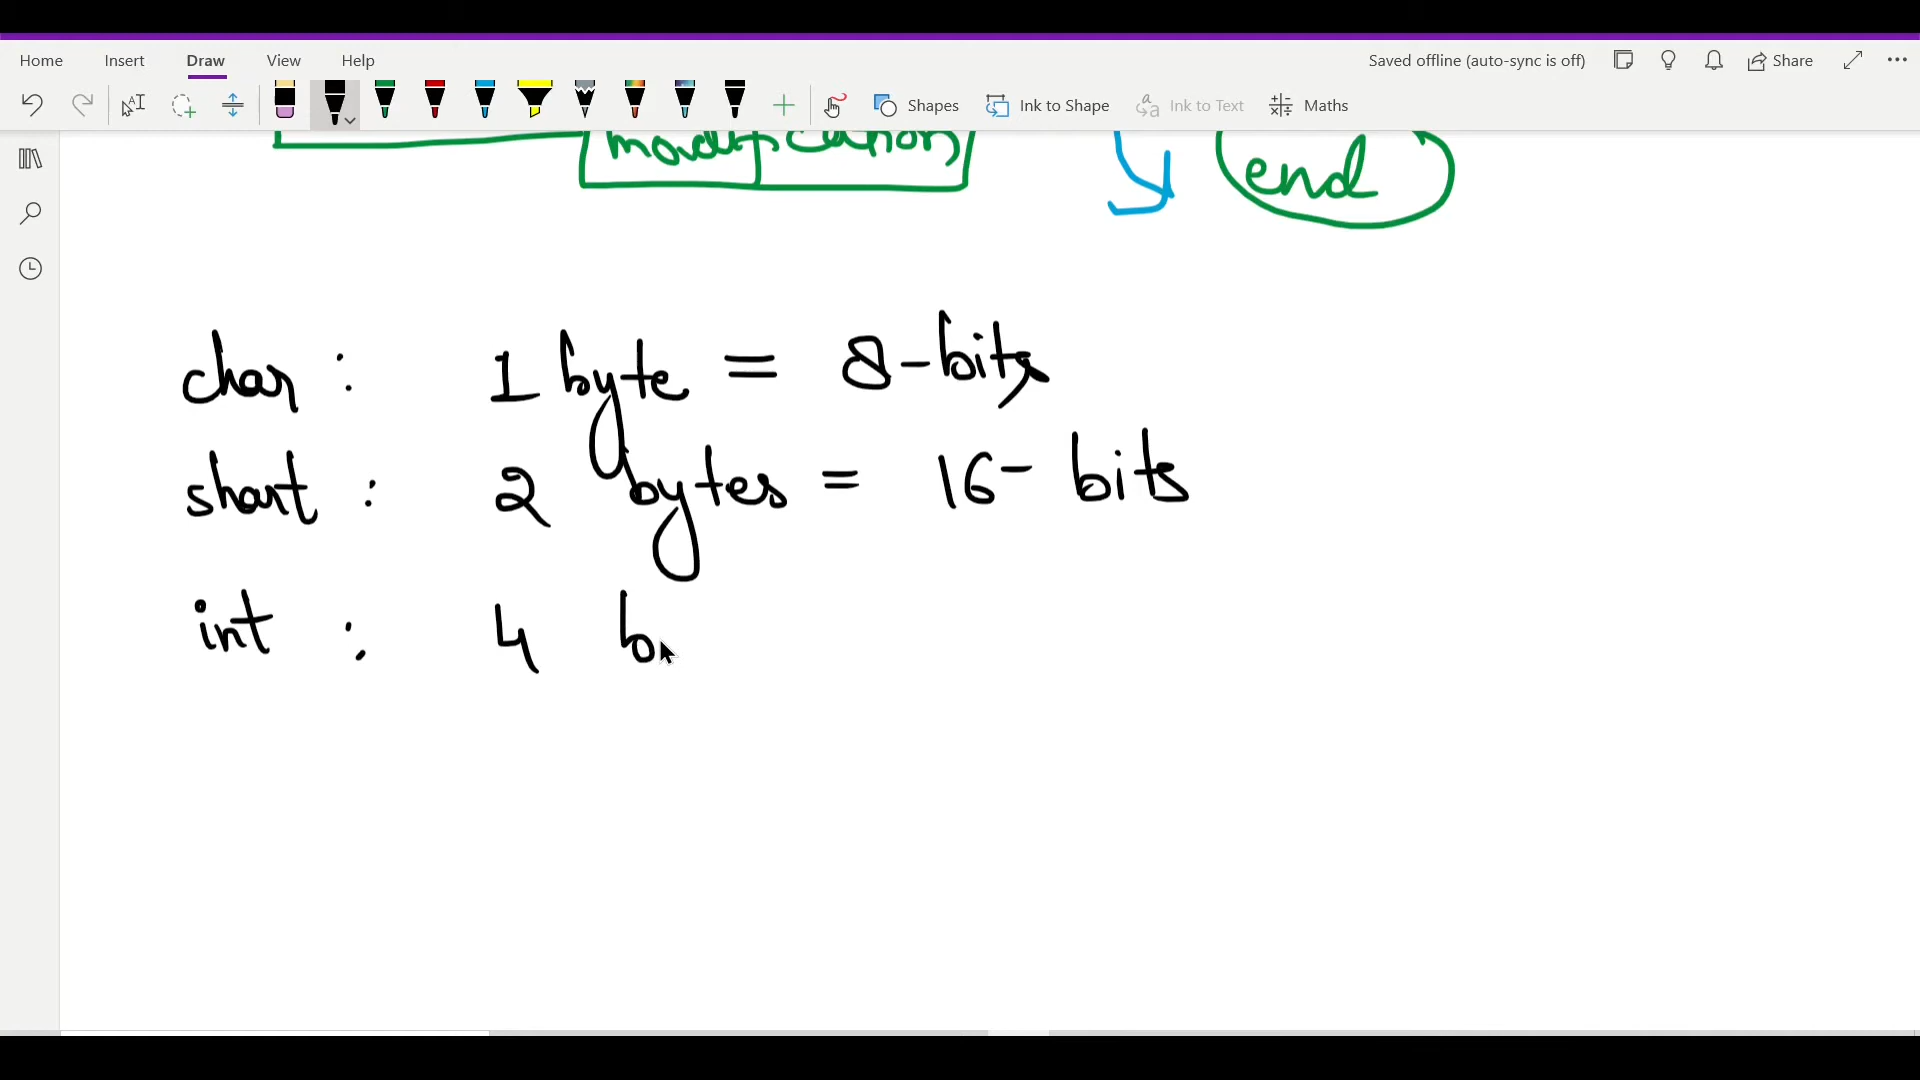 Home Insert Draw View Help Saved offline (auto-sync is off) Share
Shapes Ink to Shape Ink to Text Maths
modification end
char : 1 byte = 8-bits
short : 2 bytes = 16- bits
int : 4 b